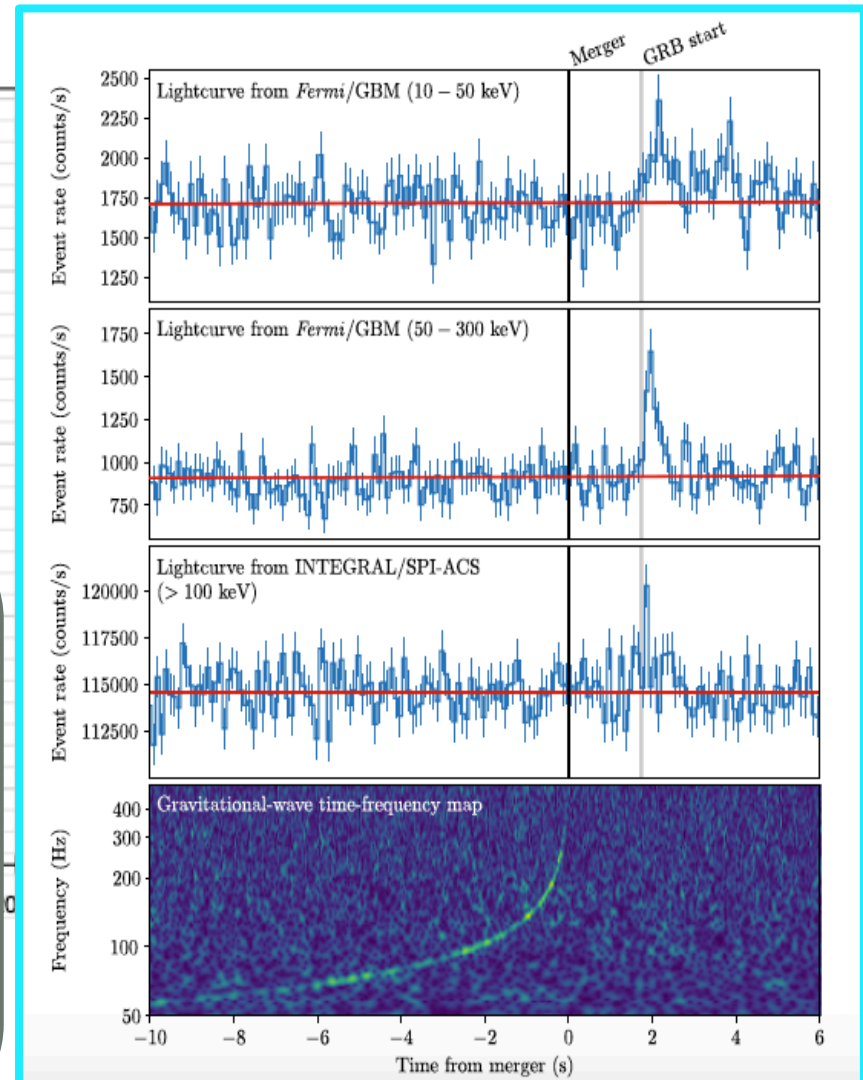 Merger
GRB start
Lightcurve from Fermi/GBM (10 − 50 keV)
Event rate (counts/s)
2500
2250
2000
1750
1500
1250
Lightcurve from Fermi/GBM (50 − 300 keV)
Event rate (counts/s)
1750
1500
1250
1000
750
Lightcurve from INTEGRAL/SPI-ACS
(> 100 keV)
Event rate (counts/s)
120000
117500
115000
112500
Gravitational-wave time-frequency map
Frequency (Hz)
400
300
200
100
50
−10
−8
−6
−4
−2
0
2
4
6
Time from merger (s)
0